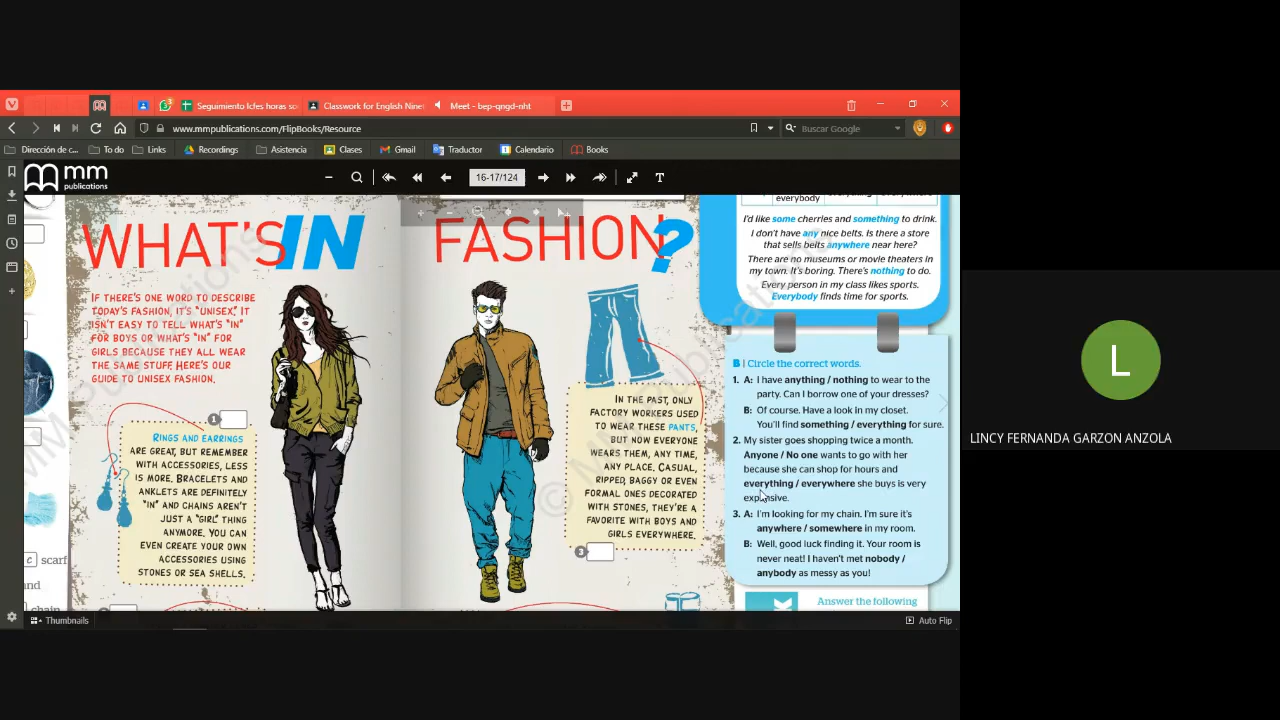 Seguimiento Icfes horas so
Classwork for English Nine
Meet - bep-qngd-nht
www.mmpublications.com/FlipBooks/Resource
Buscar Google
Dirección de c...
To do
Links
Recordings
Asistencia
Clases
Gmail
Traductor
Calendario
Books
mm
publications
16-17/124
T
WHAT'S IN FASHION?
IF THERE'S ONE WORD TO DESCRIBE
TODAY'S FASHION, IT'S "UNISEX". IT
ISN'T EASY TO TELL WHAT'S "IN"
FOR BOYS OR WHAT'S "IN" FOR
GIRLS BECAUSE THEY ALL WEAR
THE SAME STUFF. HERE'S OUR
GUIDE TO UNISEX FASHION.
1
RINGS AND EARRINGS
ARE GREAT, BUT REMEMBER
WITH ACCESSORIES, LESS
IS MORE. BRACELETS AND
ANKLETS ARE DEFINITELY
"IN" AND CHAINS AREN'T
JUST A "GIRL" THING
ANYMORE. YOU CAN
EVEN CREATE YOUR OWN
ACCESSORIES USING
STONES OR SEA SHELLS.
c scarf
and
chain
IN THE PAST, ONLY
FACTORY WORKERS USED
TO WEAR THESE PANTS,
BUT NOW EVERYONE
WEARS THEM, ANY TIME,
ANY PLACE. CASUAL,
RIPPED, BAGGY OR EVEN
FORMAL ONES DECORATED
WITH STONES, THEY'RE A
FAVORITE WITH BOYS AND
GIRLS EVERYWHERE.
3
everybody
I'd like some cherries and something to drink.
I don't have any nice belts. Is there a store
that sells belts anywhere near here?
There are no museums or movie theaters in
my town. It's boring. There's nothing to do.
Every person in my class likes sports.
Everybody finds time for sports.
B | Circle the correct words.
1. A: I have anything / nothing to wear to the
party. Can I borrow one of your dresses?
B: Of course. Have a look in my closet.
You'll find something / everything for sure.
2. My sister goes shopping twice a month.
Anyone / No one wants to go with her
because she can shop for hours and
everything / everywhere she buys is very
expensive.
3. A: I'm looking for my chain. I'm sure it's
anywhere / somewhere in my room.
B: Well, good luck finding it. Your room is
never neat! I haven't met nobody /
anybody as messy as you!
Answer the following
Thumbnails
Auto Flip
L
LINCY FERNANDA GARZON ANZOLA